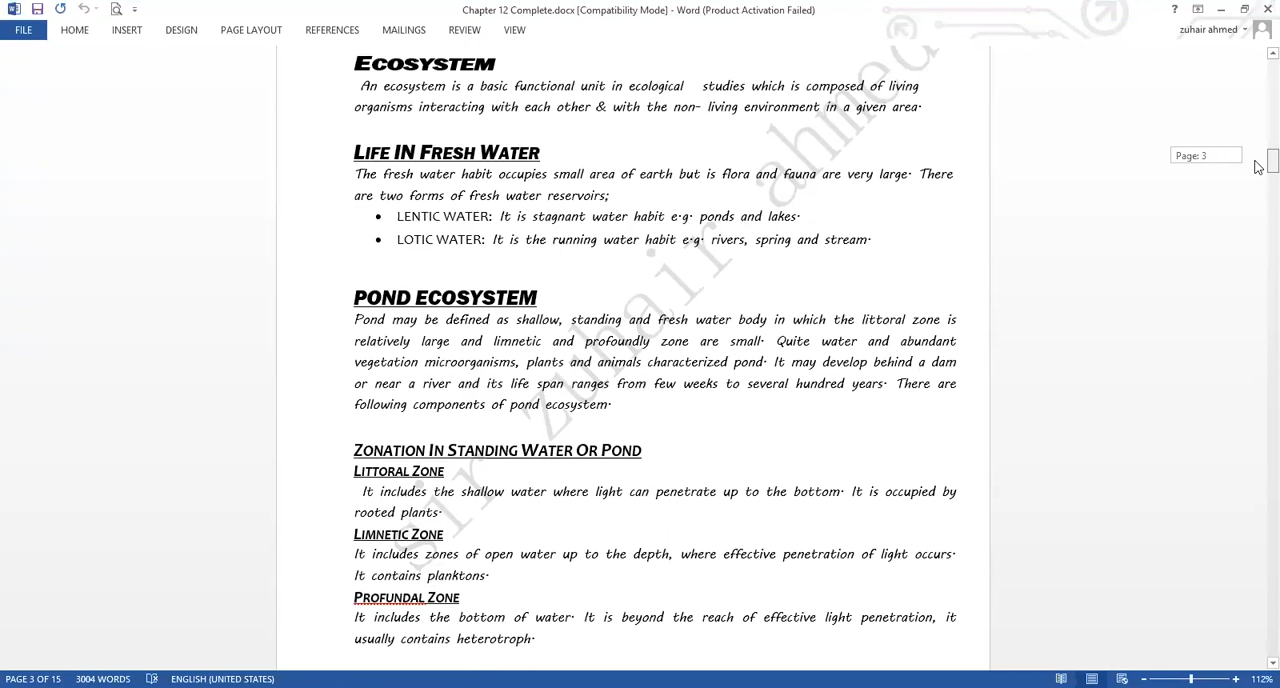 Chapter 12 Complete.docx [Compatibility Mode] - Word (Product Activation Failed)
FILE HOME INSERT DESIGN PAGE LAYOUT REFERENCES MAILINGS REVIEW VIEW zuhair ahmed
ECOSYSTEM
An ecosystem is a basic functional unit in ecological studies which is composed of living
organisms interacting with each other & with the non- living environment in a given area.
LIFE IN FRESH WATER
The fresh water habit occupies small area of earth but is flora and fauna are very large. There
are two forms of fresh water reservoirs;
• LENTIC WATER: It is stagnant water habit e.g. ponds and lakes.
• LOTIC WATER: It is the running water habit e.g. rivers, spring and stream.
Page: 3
POND ECOSYSTEM
Pond may be defined as shallow, standing and fresh water body in which the littoral zone is
relatively large and limnetic and profoundly zone are small. Quite water and abundant
vegetation microorganisms, plants and animals characterized pond. It may develop behind a dam
or near a river and its life span ranges from few weeks to several hundred years. There are
following components of pond ecosystem.
ZONATION IN STANDING WATER OR POND
LITTORAL ZONE
It includes the shallow water where light can penetrate up to the bottom. It is occupied by
rooted plants.
LIMNETIC ZONE
It includes zones of open water up to the depth, where effective penetration of light occurs.
It contains planktons.
PROFUNDAL ZONE
It includes the bottom of water. It is beyond the reach of effective light penetration, it
usually contains heterotroph.
sir zuhair ahmed
PAGE 3 OF 15 3004 WORDS ENGLISH (UNITED STATES) 112%